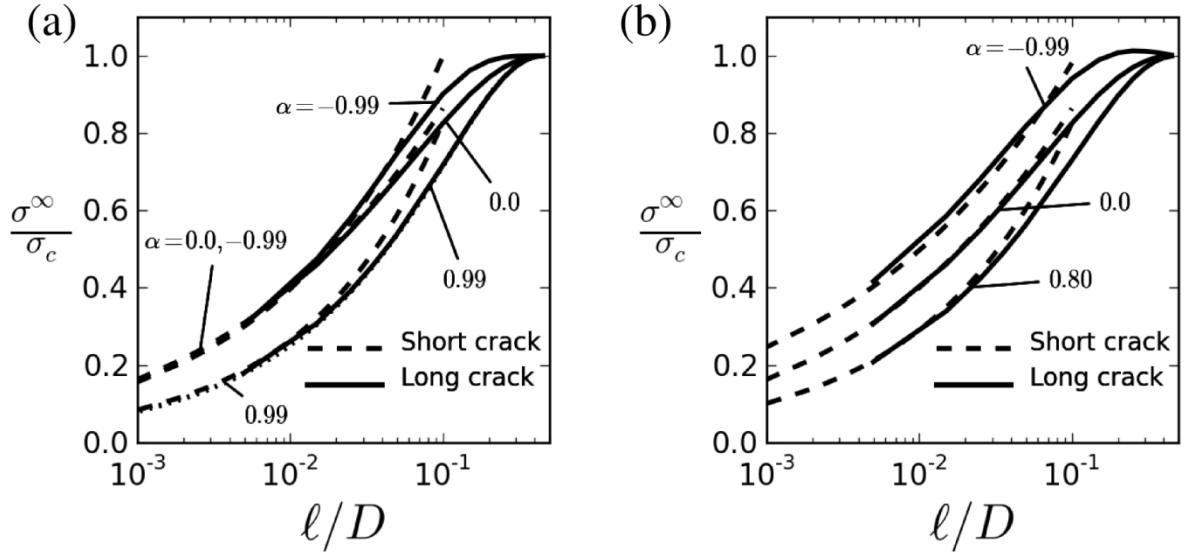 (a)
1.0
0.8
0.6
0.4
0.2
0.0
σ^∞/σ_c
α=−0.99
0.0
α=0.0,−0.99
0.99
Short crack
Long crack
0.99
10^-3
10^-2
10^-1
ℓ/D
(b)
1.0
0.8
0.6
0.4
0.2
0.0
σ^∞/σ_c
α=−0.99
0.0
0.80
Short crack
Long crack
10^-3
10^-2
10^-1
ℓ/D